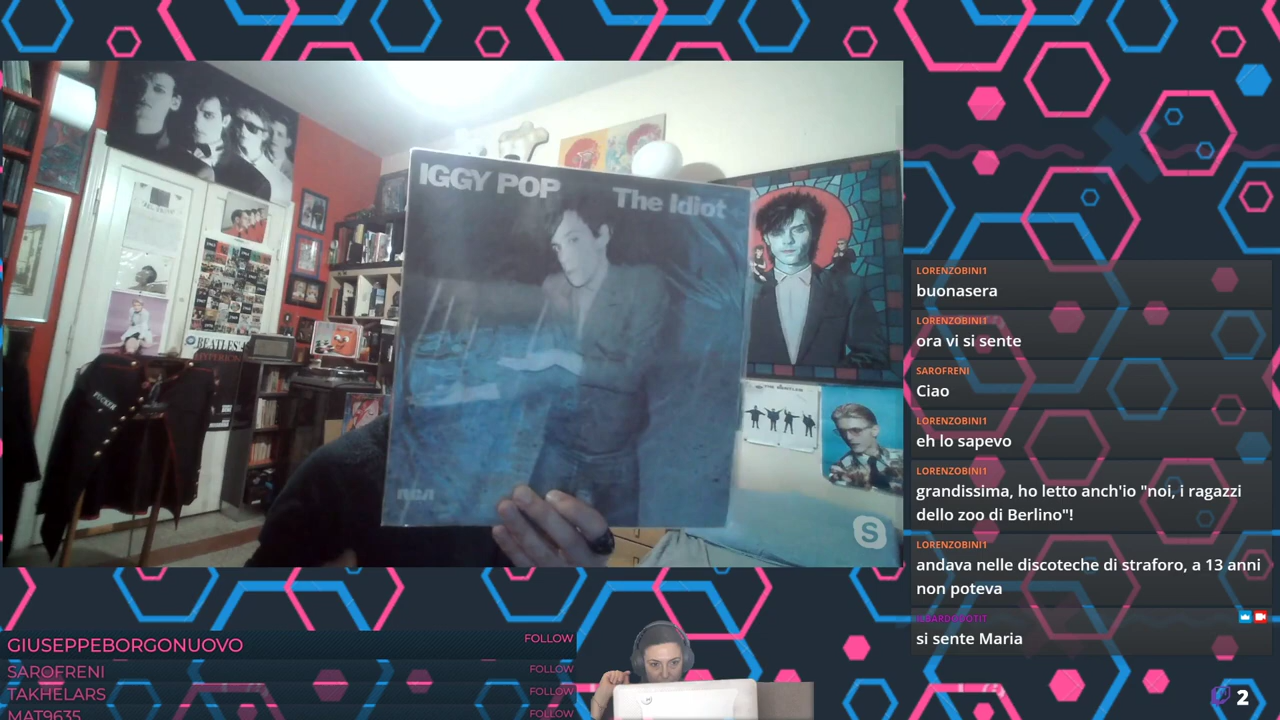 IGGY POP
The Idiot
RCA
BEATLES
S
LORENZOBINI1
buonasera
LORENZOBINI1
ora vi si sente
SAROFRENI
Ciao
LORENZOBINI1
eh lo sapevo
LORENZOBINI1
grandissima, ho letto anch'io "noi, i ragazzi
dello zoo di Berlino"!
LORENZOBINI1
andava nelle discoteche di straforo, a 13 anni
non poteva
si sente Maria
GIUSEPPEBORGONUOVO
FOLLOW
SAROFRENI
FOLLOW
TAKHELARS
FOLLOW
MAT9635
FOLLOW
2